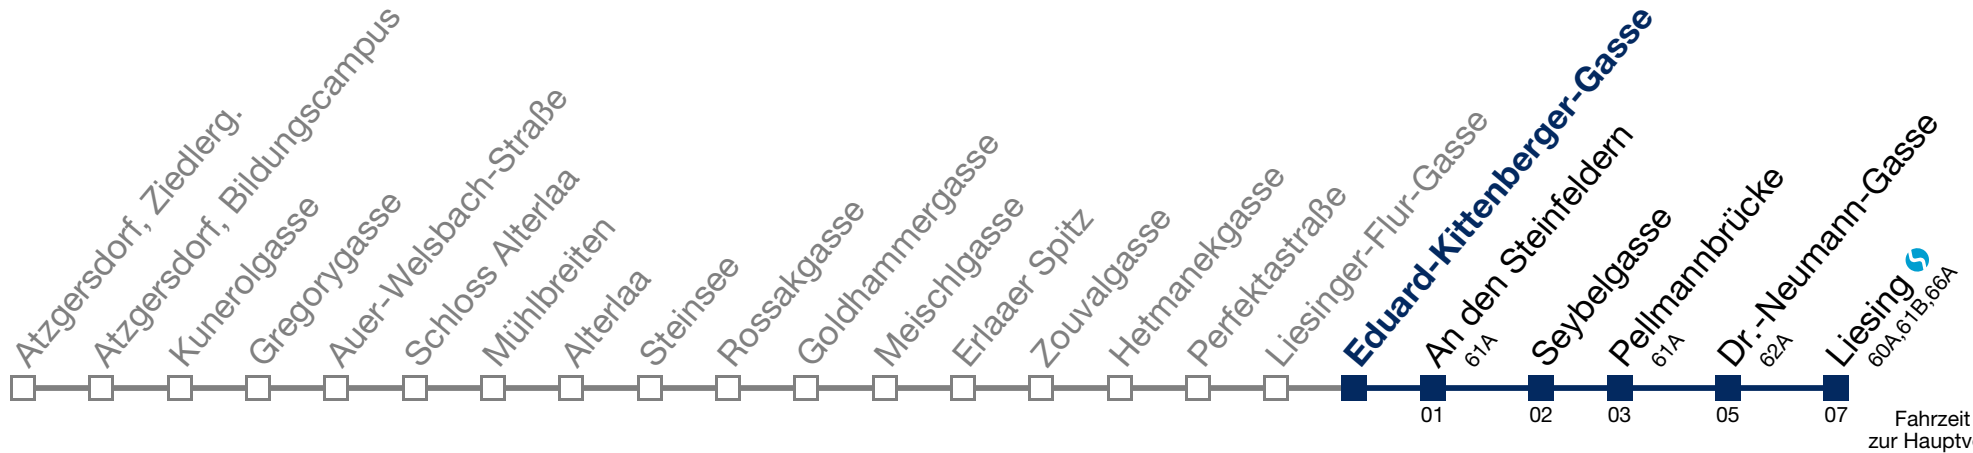 Atzgersdorf, Ziedlerg.
Atzgersdorf, Bildungscampus
Kunerolgasse
Gregorygasse
Auer-Welsbach-Straße
Schloss Alterlaa
Mühlbreiten
Alterlaa
Steinsee
Rossakgasse
Goldhammergasse
Meischlgasse
Erlaaer Spitz
Zouvalgasse
Hetmanekgasse
Perfektastraße
Liesinger-Flur-Gasse
Eduard-Kittenberger-Gasse
An den Steinfeldern
61A
Seybelgasse
Pellmannbrücke
61A
Dr.-Neumann-Gasse
62A
Liesing
60A,61B,66A
01 02 03 05 07
Fahrzeit
zur